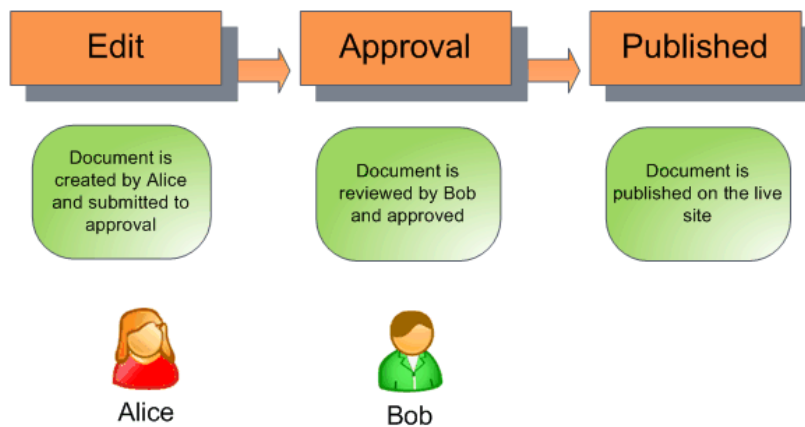 Edit
Approval
Published
Document is
created by Alice
and submitted to
approval
Document is
reviewed by Bob
and approved
Document is
published on the live
site
Alice
Bob